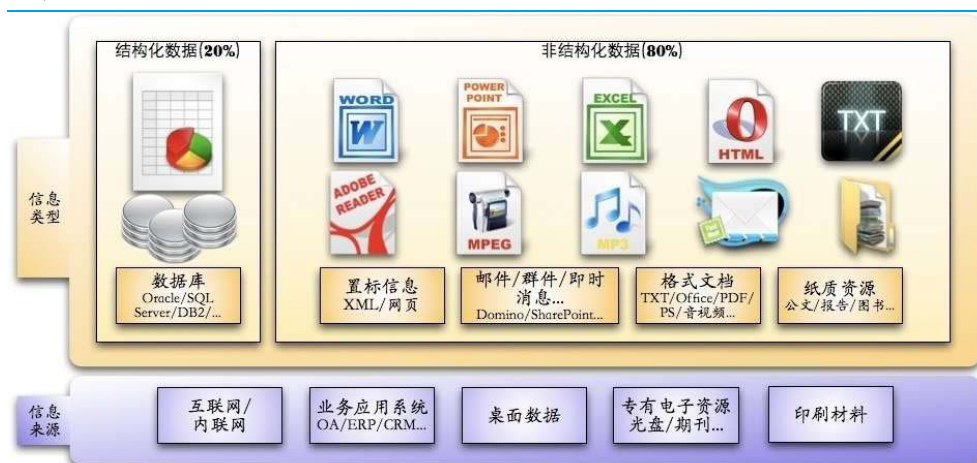 结构化数据(20%)
非结构化数据(80%)
WORD
W
POWER
POINT
EXCEL
X
O
HTML
TXT
ADOBE
READER
MPEG
MP3
信息
类型
数据库
Oracle/SQL
Server/DB2/...
置标信息
XML/网页
邮件/群件/即时
消息...
Domino/SharePoint...
格式文档
TXT/Office/PDF/
PS/音视频...
纸质资源
公文/报告/图书...
信息
来源
互联网/
内联网
业务应用系统
OA/ERP/CRM...
桌面数据
专有电子资源
光盘/期刊...
印刷材料